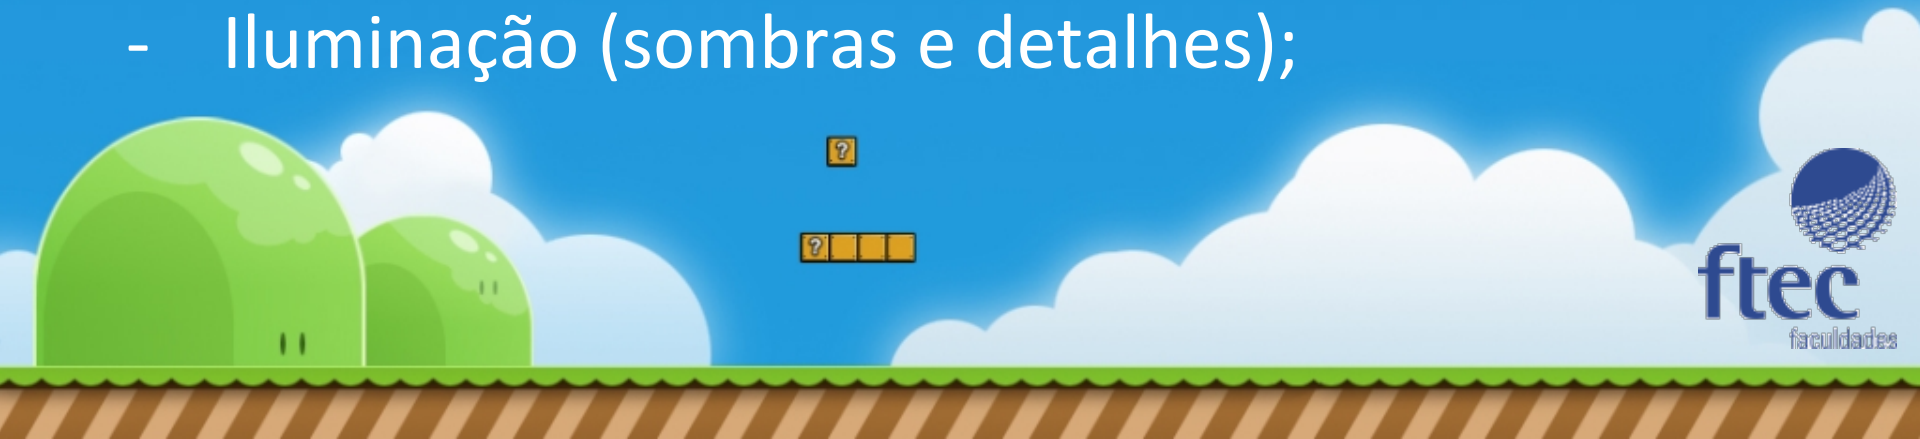 - Iluminação (sombras e detalhes);
?
?
ftec
faculdades